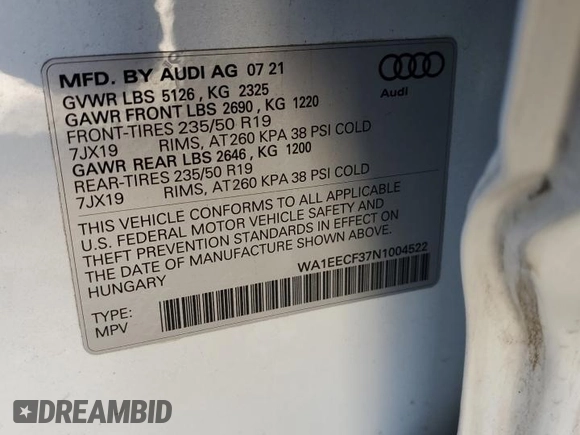 MFD. BY AUDI AG 07 21
GVWR LBS 5126, KG 2325
GAWR FRONT LBS 2690, KG 1220
FRONT-TIRES 235/50 R19
7JX19 RIMS, AT260 KPA 38 PSI COLD
GAWR REAR LBS 2646, KG 1200
REAR-TIRES 235/50 R19
7JX19 RIMS, AT260 KPA 38 PSI COLD
Audi
THIS VEHICLE CONFORMS TO ALL APPLICABLE
U.S. FEDERAL MOTOR VEHICLE SAFETY AND
THEFT PREVENTION STANDARDS IN EFFECT ON
THE DATE OF MANUFACTURE SHOWN ABOVE.
HUNGARY
WA1EECF37N1004522
TYPE:
MPV
DREAMBID